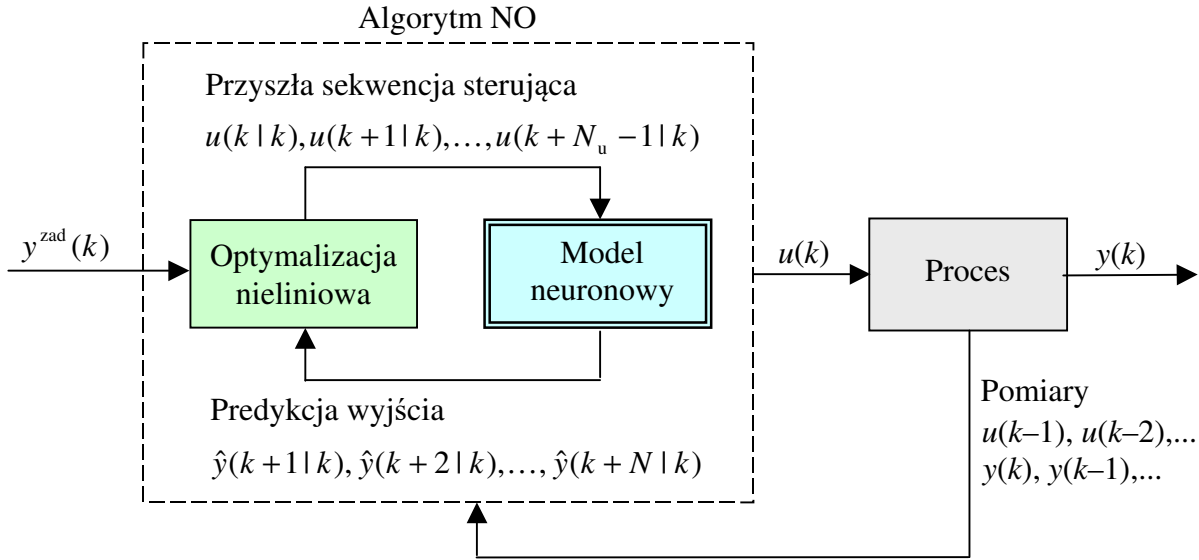 Algorytm NO
Przyszła sekwencja sterująca
u(k | k), u(k + 1 | k), …, u(k + N_u − 1 | k)
y^zad (k)
Optymalizacja
nieliniowa
Model
neuronowy
u(k)
Proces
y(k)
Predykcja wyjścia
ŷ(k + 1 | k), ŷ(k + 2 | k), …, ŷ(k + N | k)
Pomiary
u(k–1), u(k–2),...
y(k), y(k–1),...